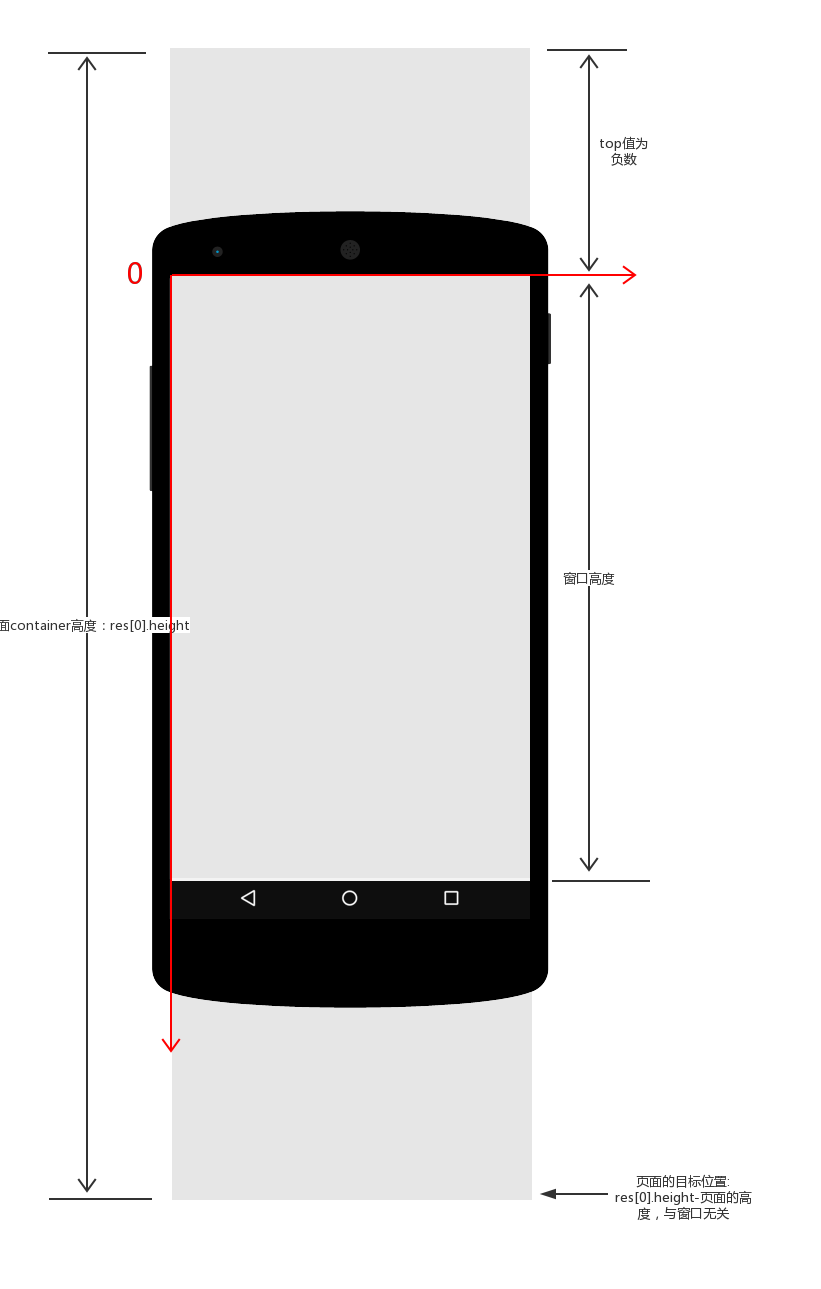 top值为
负数
0
窗口高度
面container高度：res[0].height
页面的目标位置:
res[0].height-页面的高
度，与窗口无关